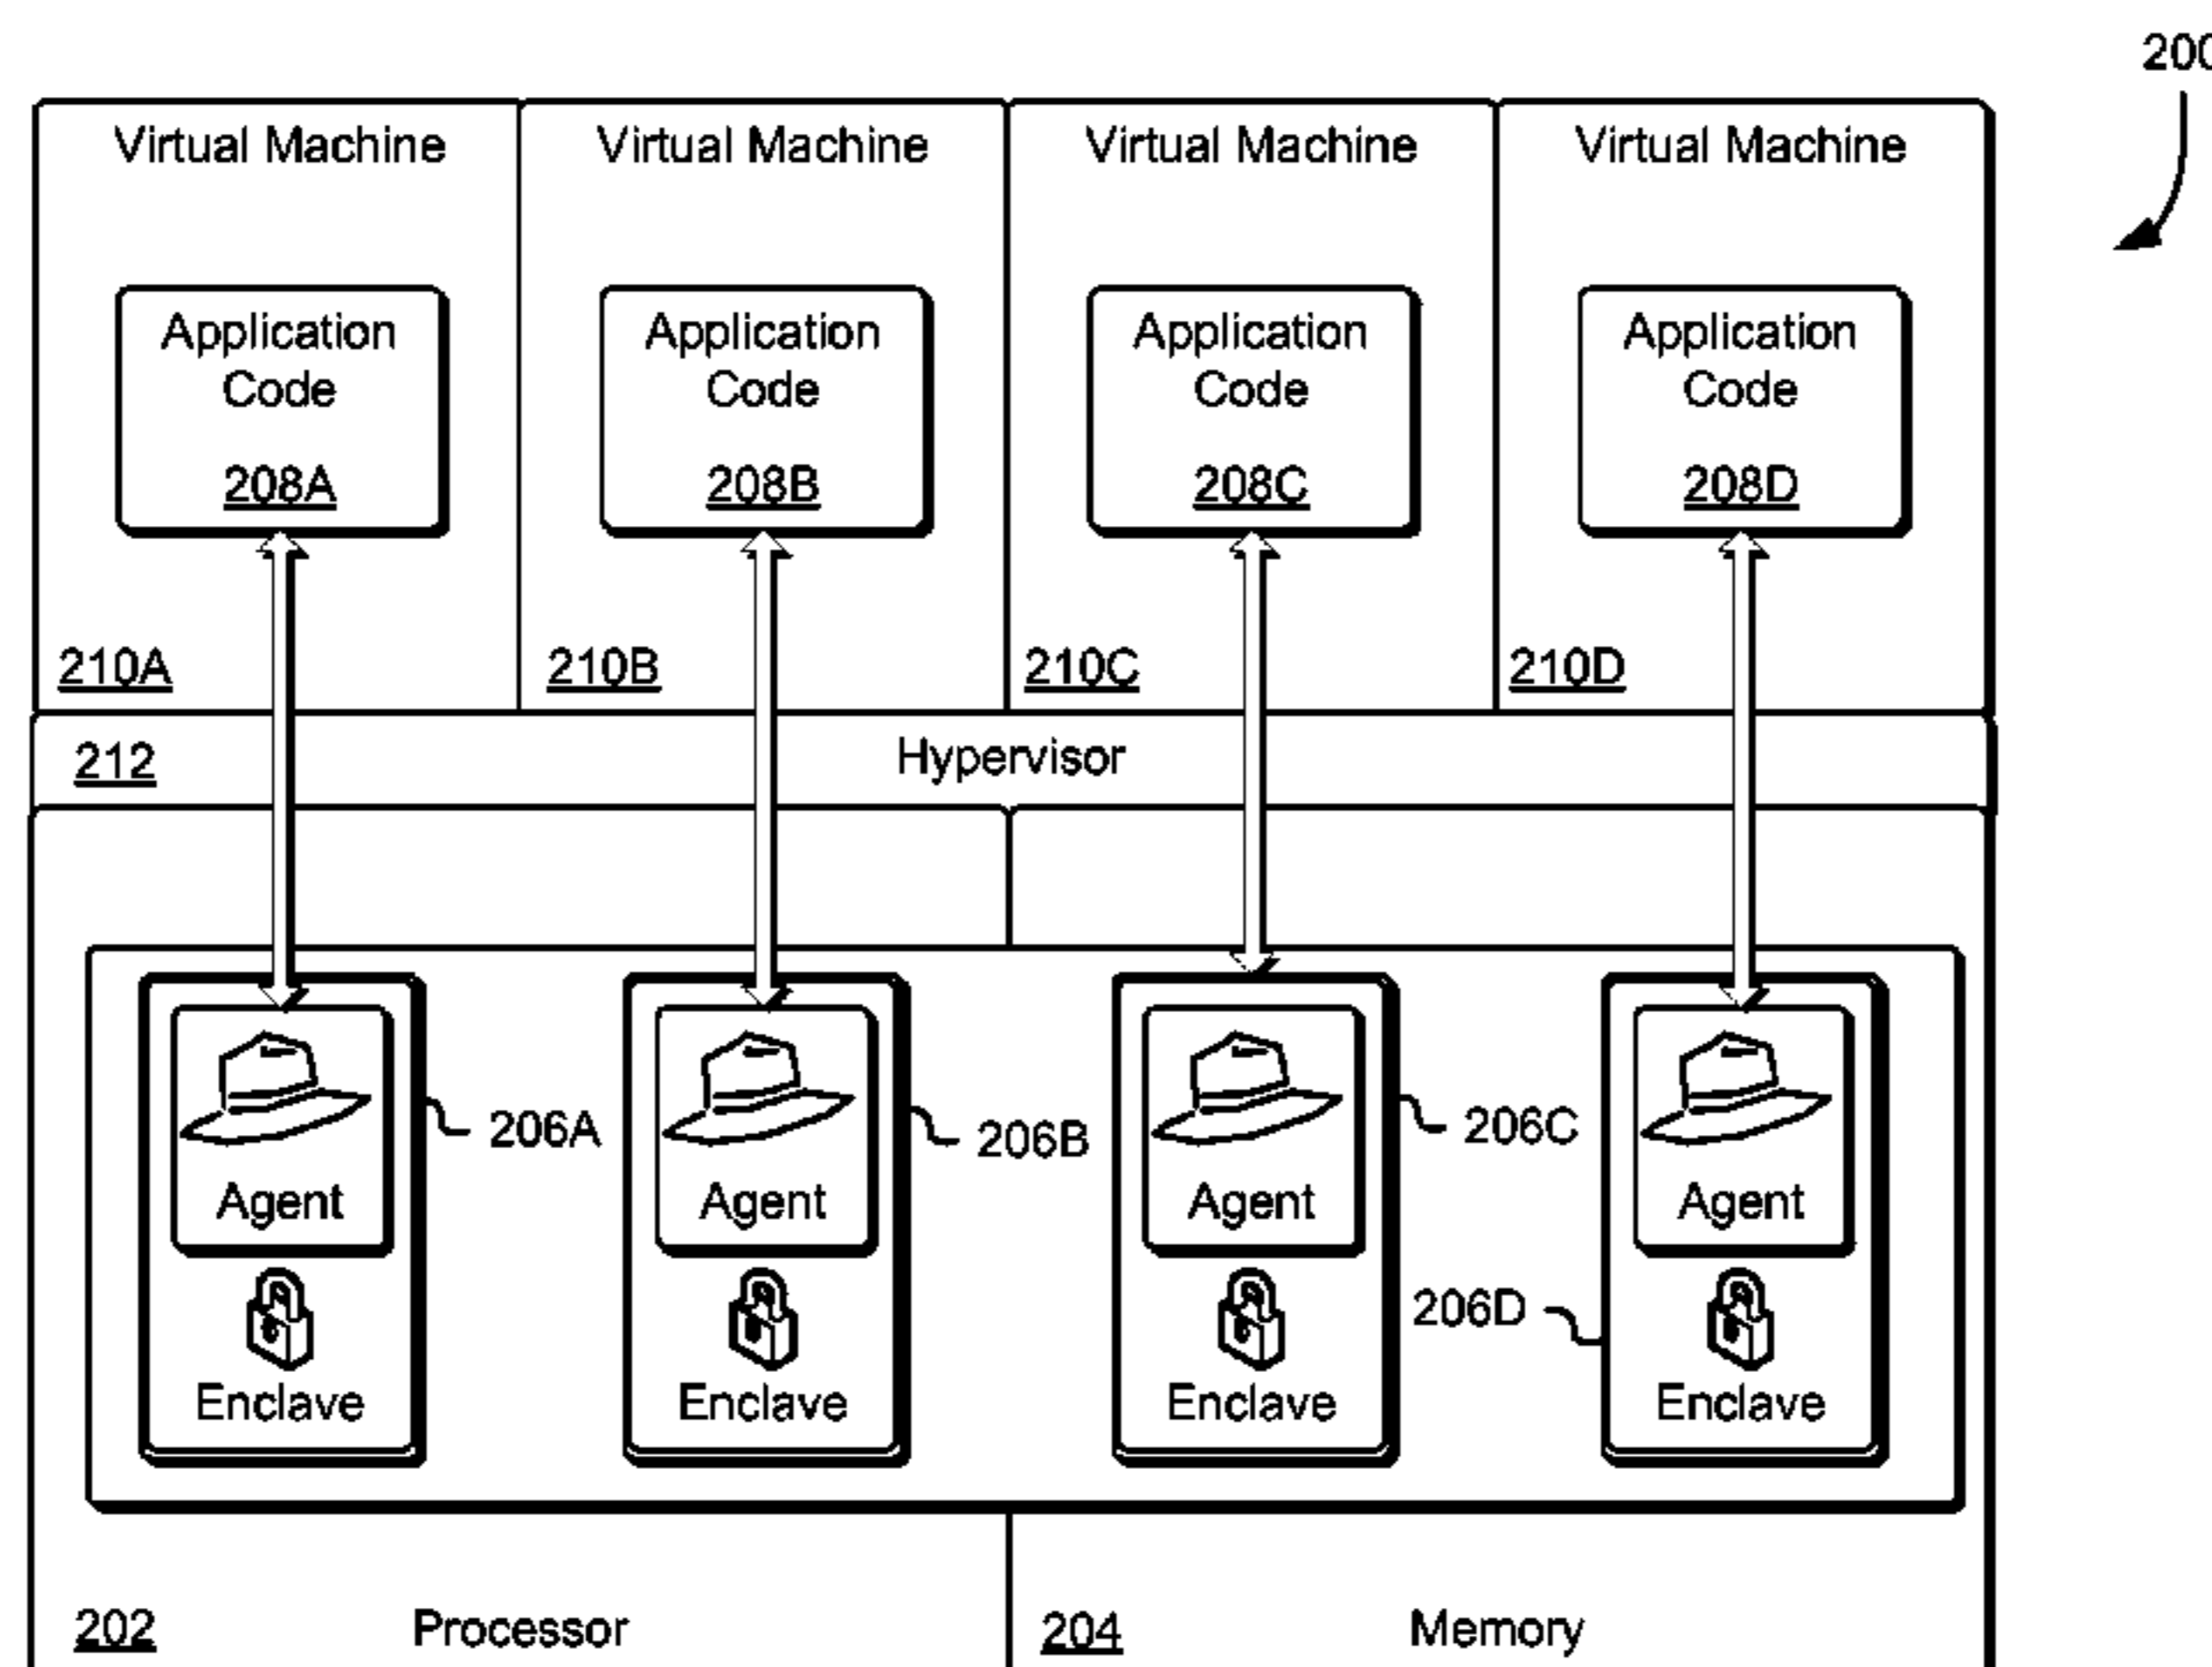 200
Virtual Machine
Virtual Machine
Virtual Machine
Virtual Machine
Application
Code
208A
Application
Code
208B
Application
Code
208C
Application
Code
208D
210A
210B
210C
210D
212
Hypervisor
Agent
Enclave
206A
Agent
Enclave
206B
Agent
Enclave
206C
Agent
Enclave
206D
202
Processor
204
Memory